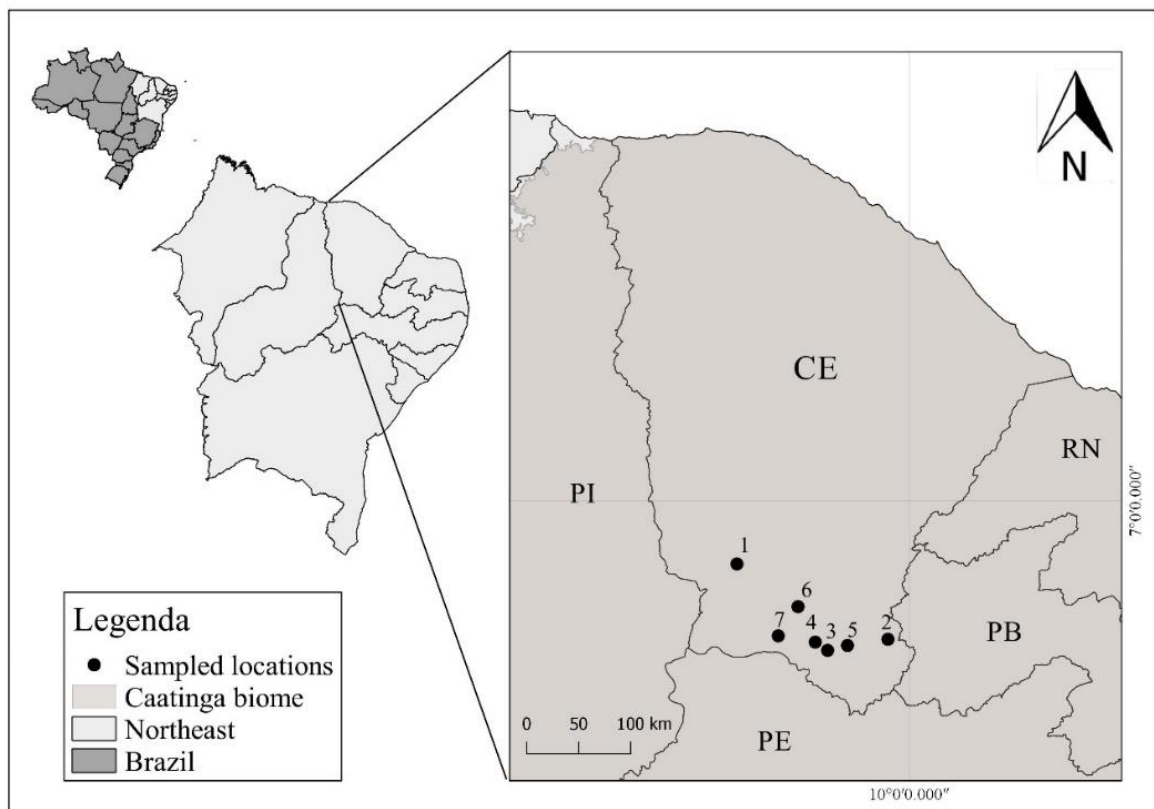 N
CE
RN
PI
7°0'0.000"
1
6
7
4
3
5
2
PB
PE
0
50
100 km
10°0'0.000"
Legenda
Sampled locations
Caatinga biome
Northeast
Brazil